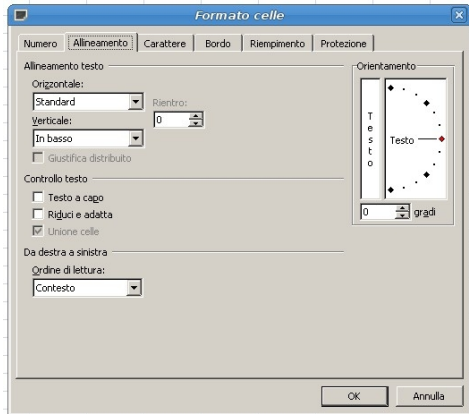 Formato celle
Numero Allineamento Carattere Bordo Riempimento Protezione
Allineamento testo
Orizzontale:
Standard
Rientro:
Verticale:
0
In basso
Giustifica distribuito
Controllo testo
Testo a capo
Riduci e adatta
Unione celle
Da destra a sinistra
Ordine di lettura:
Contesto
Orientamento
Testo
Testo
0 gradi
OK Annulla